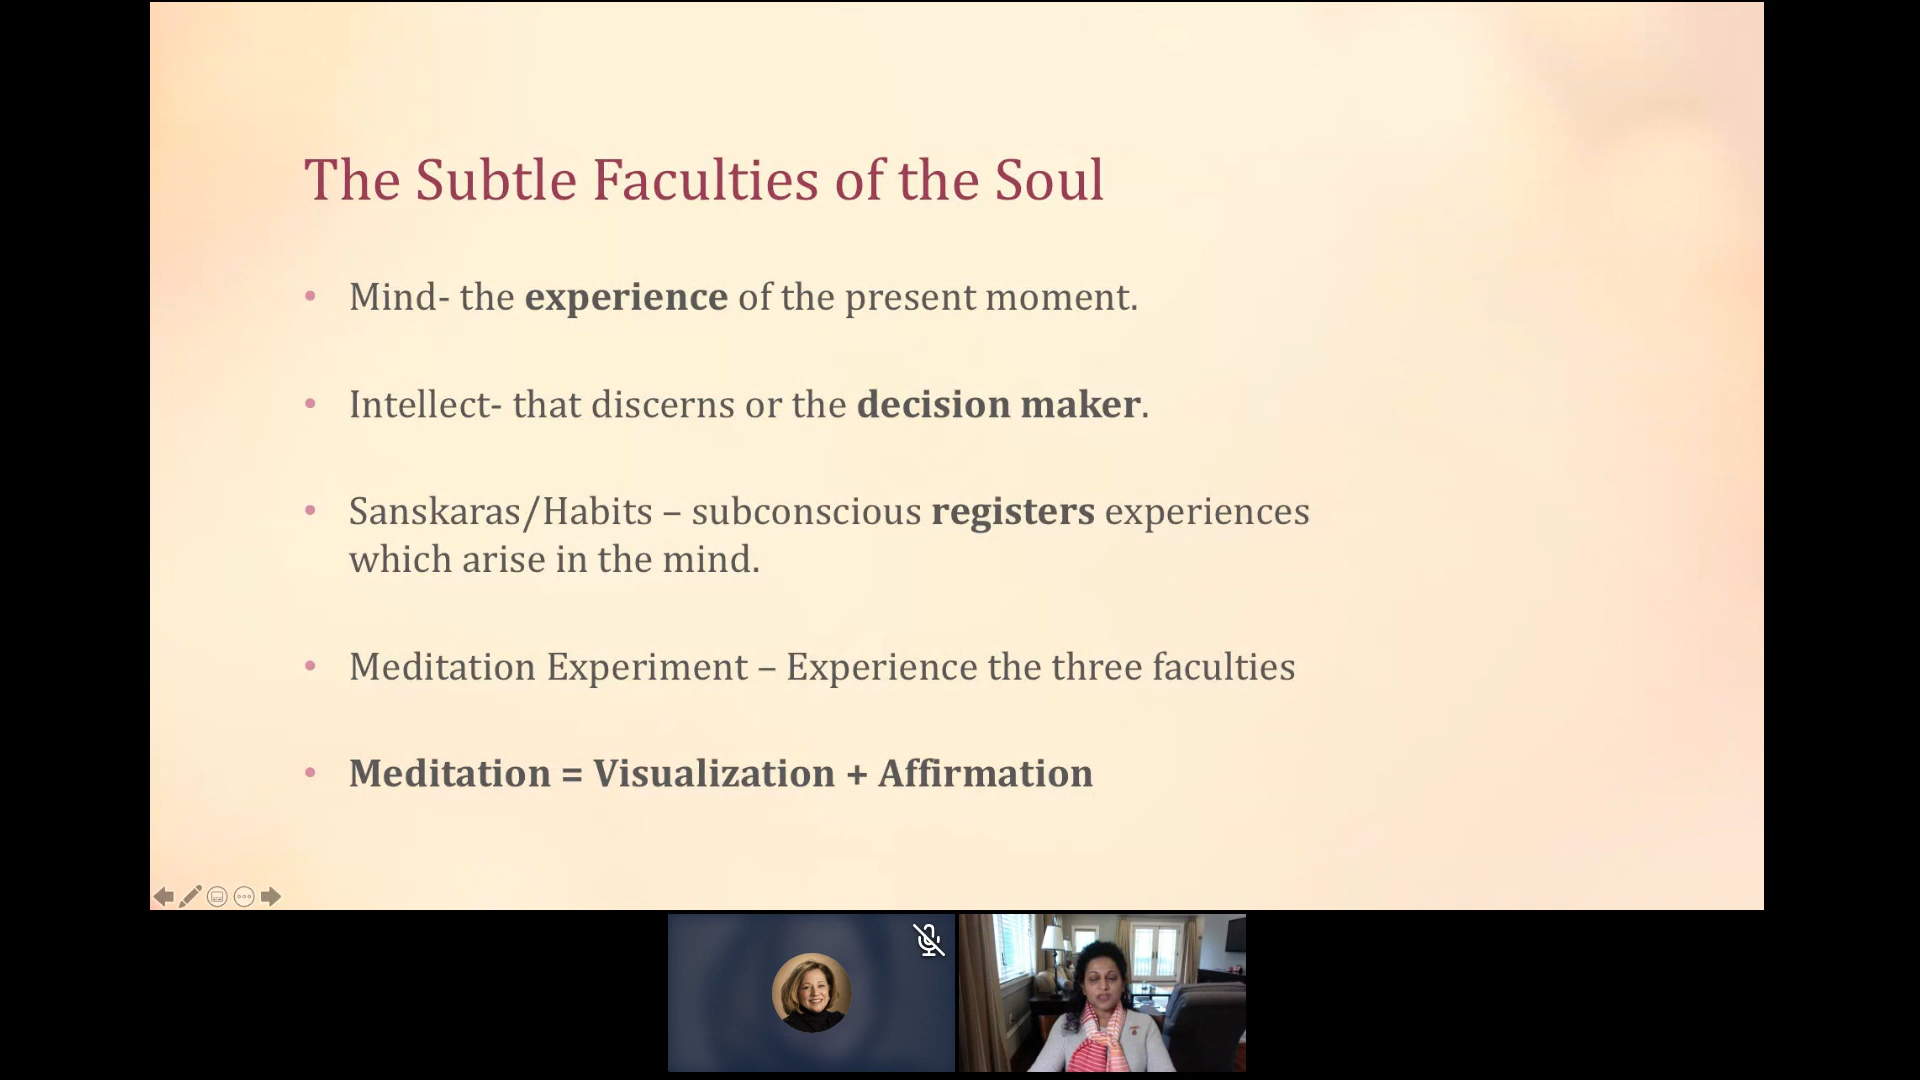 The Subtle Faculties of the Soul
• Mind- the experience of the present moment.
• Intellect- that discerns or the decision maker.
• Sanskaras/Habits – subconscious registers experiences
which arise in the mind.
• Meditation Experiment – Experience the three faculties
• Meditation = Visualization + Affirmation